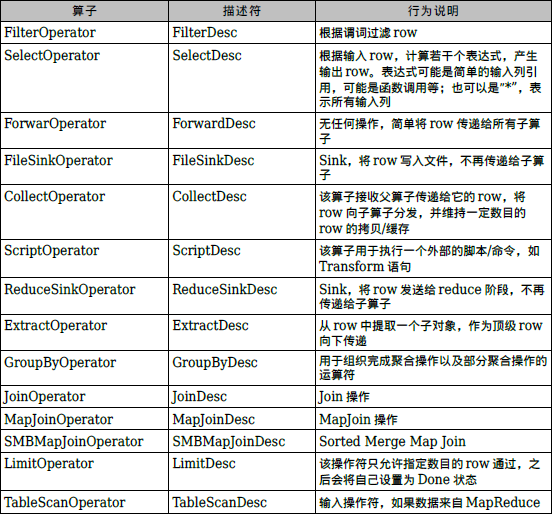 算子 描述符 行为说明
FilterOperator FilterDesc 根据谓词过滤 row
SelectOperator SelectDesc 根据输入 row，计算若干个表达式，产生
输出 row。表达式可能是简单的输入列引
用，可能是函数调用等；也可以是“*”，表
示所有输入列
ForwarOperator ForwardDesc 无任何操作，简单将 row 传递给所有子算
子
FileSinkOperator FileSinkDesc Sink，将 row 写入文件，不再传递给子算
子
CollectOperator CollectDesc 该算子接收父算子传递给它的 row，将
row 向子算子分发，并维持一定数目的
row 的拷贝/缓存
ScriptOperator ScriptDesc 该算子用于执行一个外部的脚本/命令，如
Transform 语句
ReduceSinkOperator ReduceSinkDesc Sink，将 row 发送给 reduce 阶段，不再
传递给子算子
ExtractOperator ExtractDesc 从 row 中提取一个子对象，作为顶级 row
向下传递
GroupByOperator GroupByDesc 用于组织完成聚合操作以及部分聚合操作的
运算符
JoinOperator JoinDesc Join 操作
MapJoinOperator MapJoinDesc MapJoin 操作
SMBMapJoinOperator SMBMapJoinDesc Sorted Merge Map Join
LimitOperator LimitDesc 该操作符只允许指定数目的 row 通过，之
后会将自己设置为 Done 状态
TableScanOperator TableScanDesc 输入操作符，如果数据来自 MapReduce